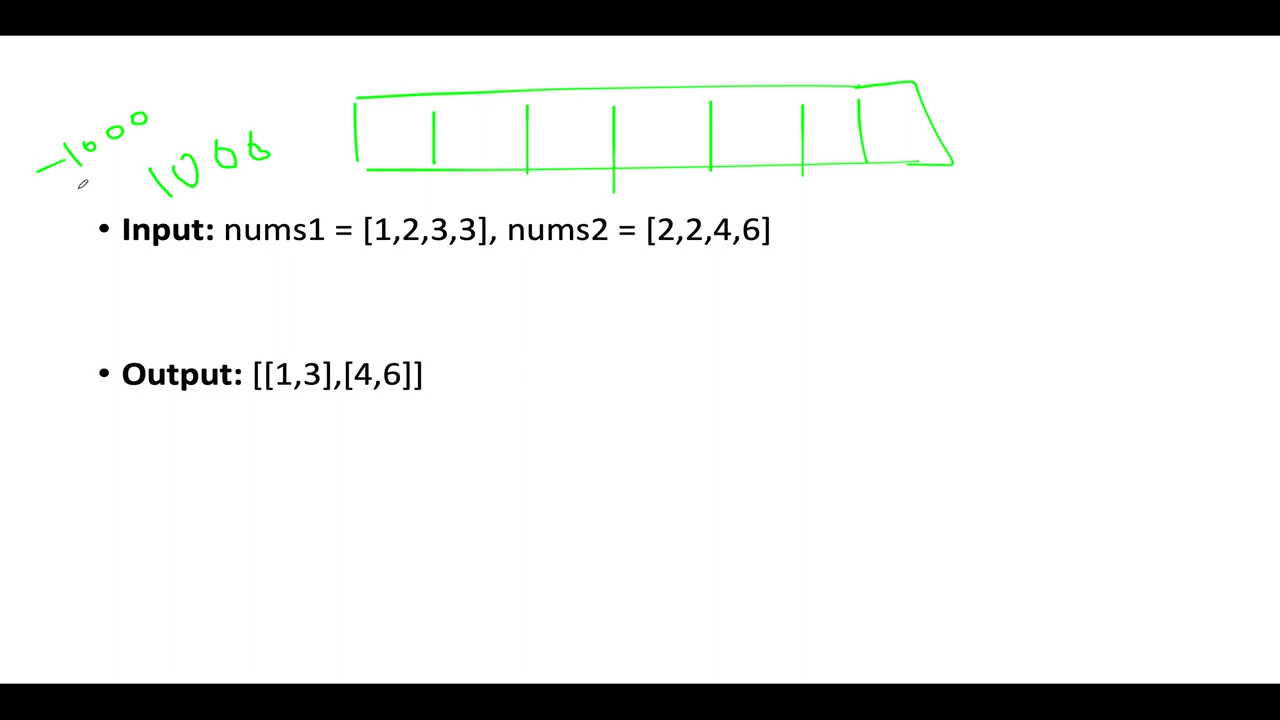 -1000
1000
• Input: nums1 = [1,2,3,3], nums2 = [2,2,4,6]
• Output: [[1,3],[4,6]]